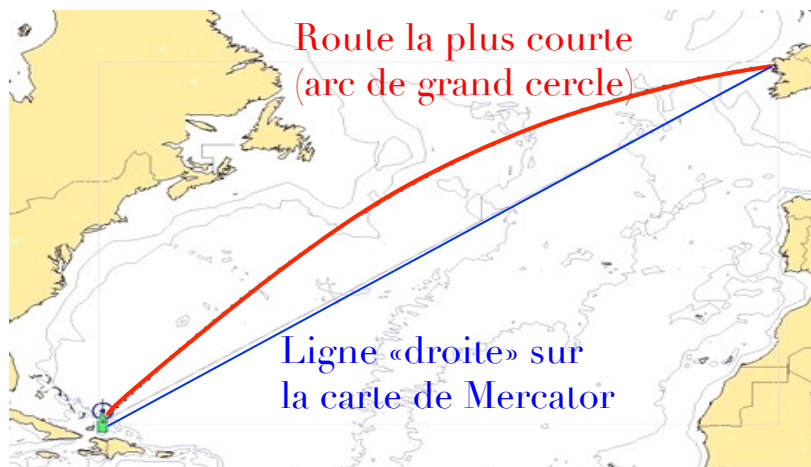 Route la plus courte
(arc de grand cercle)
Ligne «droite» sur
la carte de Mercator